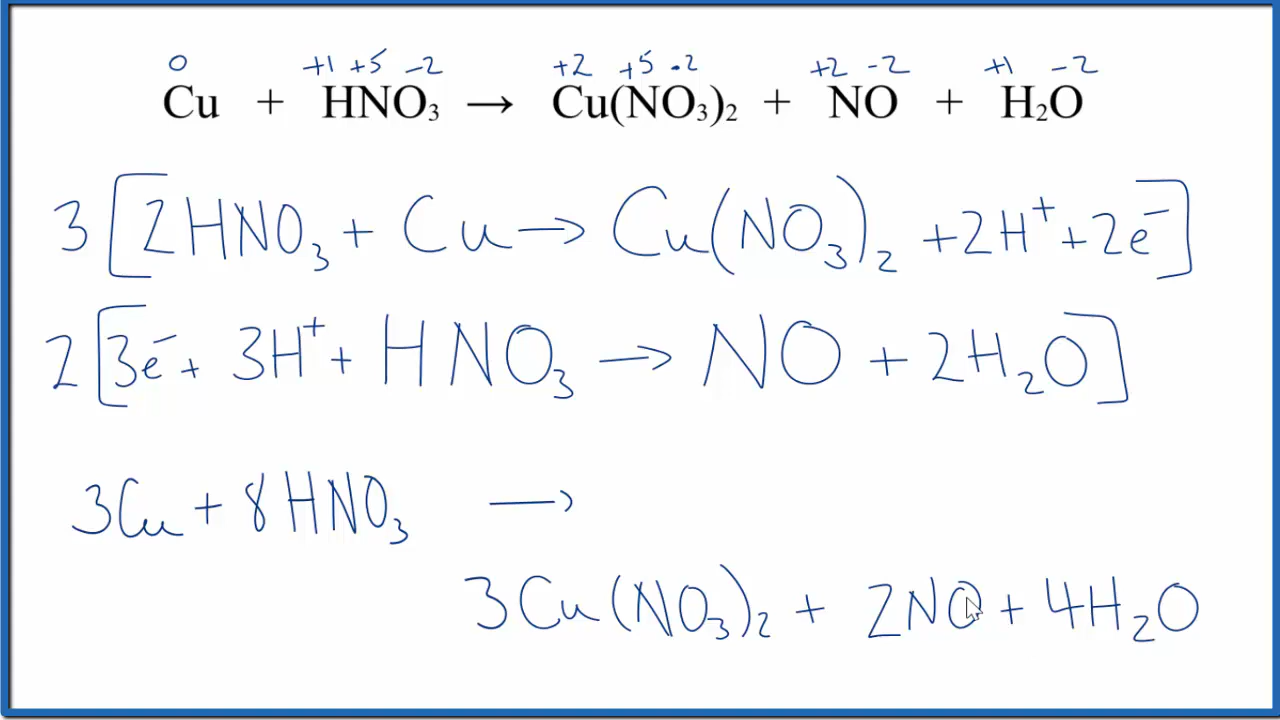 0 +1 +5 -2 +2 +5 -2 +2 -2 +1 -2
Cu + HNO₃ → Cu(NO₃)₂ + NO + H₂O
3[2HNO₃ + Cu → Cu(NO₃)₂ + 2H⁺ + 2e⁻]
2[3e⁻ + 3H⁺ + HNO₃ → NO + 2H₂O]
3Cu + 8HNO₃ →
3Cu(NO₃)₂ + 2NO + 4H₂O